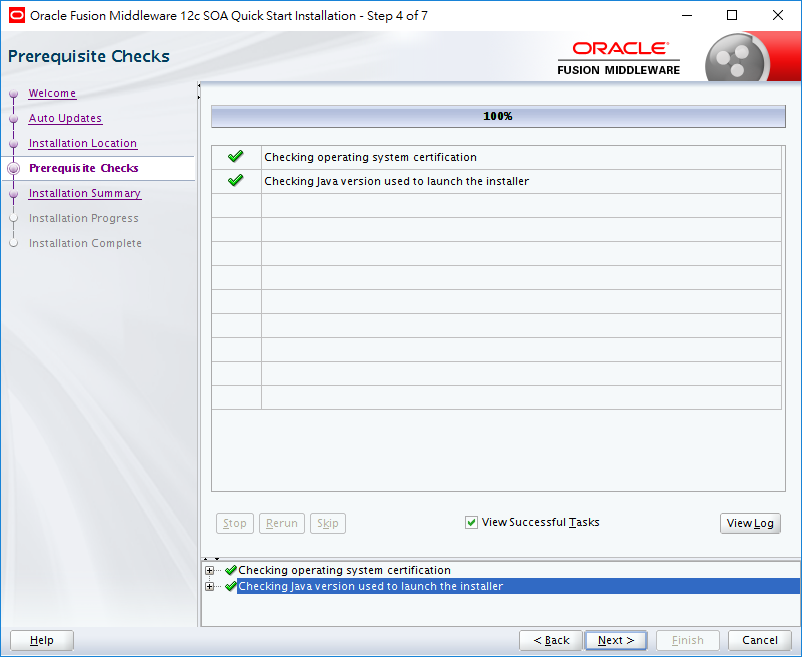 Oracle Fusion Middleware 12c SOA Quick Start Installation - Step 4 of 7
Prerequisite Checks
ORACLE
FUSION MIDDLEWARE
Welcome
Auto Updates
Installation Location
Prerequisite Checks
Installation Summary
Installation Progress
Installation Complete
100%
Checking operating system certification
Checking Java version used to launch the installer
Stop Rerun Skip View Successful Tasks View Log
Checking operating system certification
Checking Java version used to launch the installer
Help < Back Next > Finish Cancel